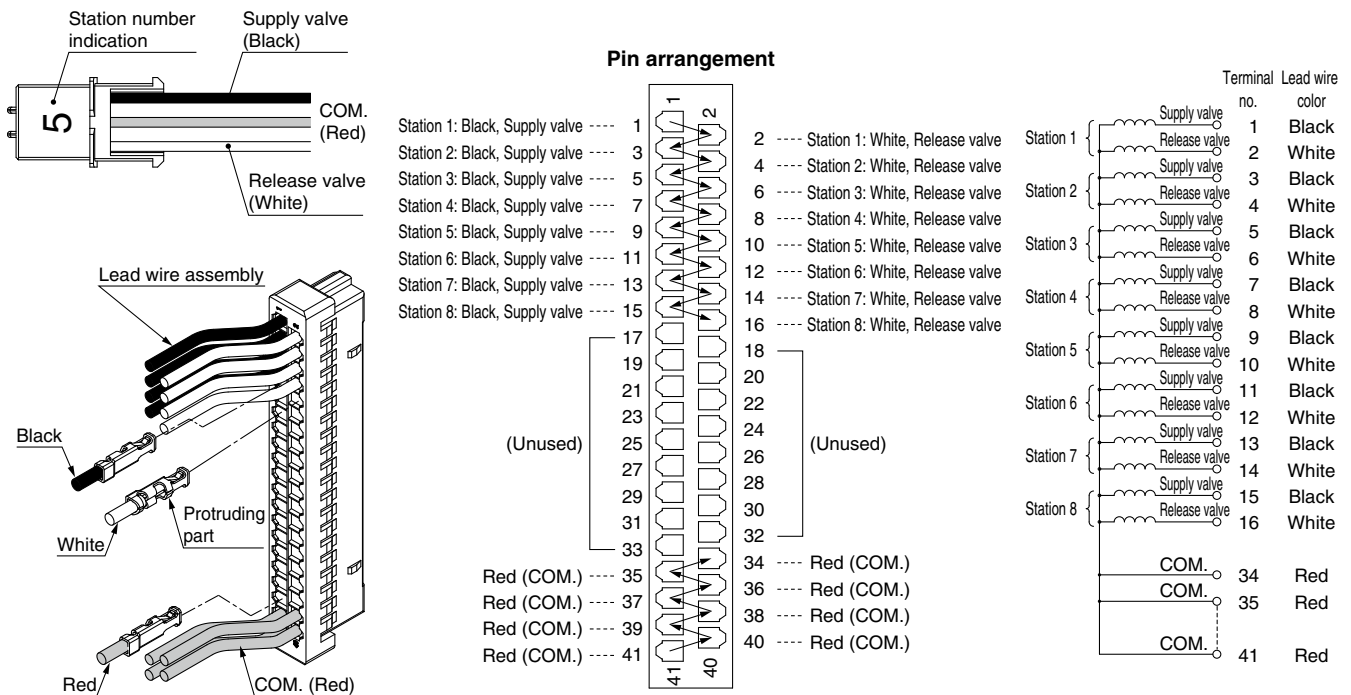 Station number
indication
Supply valve
(Black)
5
COM.
(Red)
Release valve
(White)
Lead wire assembly
Black
White
Protruding
part
Red
COM. (Red)
Pin arrangement
1
2
Station 1: Black, Supply valve ---- 1
2 ---- Station 1: White, Release valve
Station 2: Black, Supply valve ---- 3
4 ---- Station 2: White, Release valve
Station 3: Black, Supply valve ---- 5
6 ---- Station 3: White, Release valve
Station 4: Black, Supply valve ---- 7
8 ---- Station 4: White, Release valve
Station 5: Black, Supply valve ---- 9
10 ---- Station 5: White, Release valve
Station 6: Black, Supply valve ---- 11
12 ---- Station 6: White, Release valve
Station 7: Black, Supply valve ---- 13
14 ---- Station 7: White, Release valve
Station 8: Black, Supply valve ---- 15
16 ---- Station 8: White, Release valve
17
18
19
20
21
22
23
24
(Unused) 25
26 (Unused)
27
28
29
30
31
32
33
34 ---- Red (COM.)
Red (COM.) ---- 35
36 ---- Red (COM.)
Red (COM.) ---- 37
38 ---- Red (COM.)
Red (COM.) ---- 39
40 ---- Red (COM.)
Red (COM.) ---- 41
41
40
Terminal Lead wire
no. color
Station 1
Supply valve 1 Black
Release valve 2 White
Station 2
Supply valve 3 Black
Release valve 4 White
Station 3
Supply valve 5 Black
Release valve 6 White
Station 4
Supply valve 7 Black
Release valve 8 White
Station 5
Supply valve 9 Black
Release valve 10 White
Station 6
Supply valve 11 Black
Release valve 12 White
Station 7
Supply valve 13 Black
Release valve 14 White
Station 8
Supply valve 15 Black
Release valve 16 White
COM. 34 Red
COM. 35 Red
COM. 41 Red